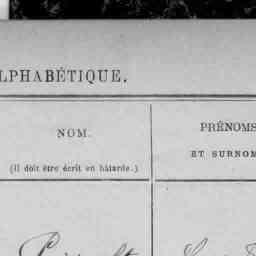 LPHABÉTIQUE.
NOM.
(Il doit être écrit en bâtarde.)
PRÉNOMS
ET SURNOM